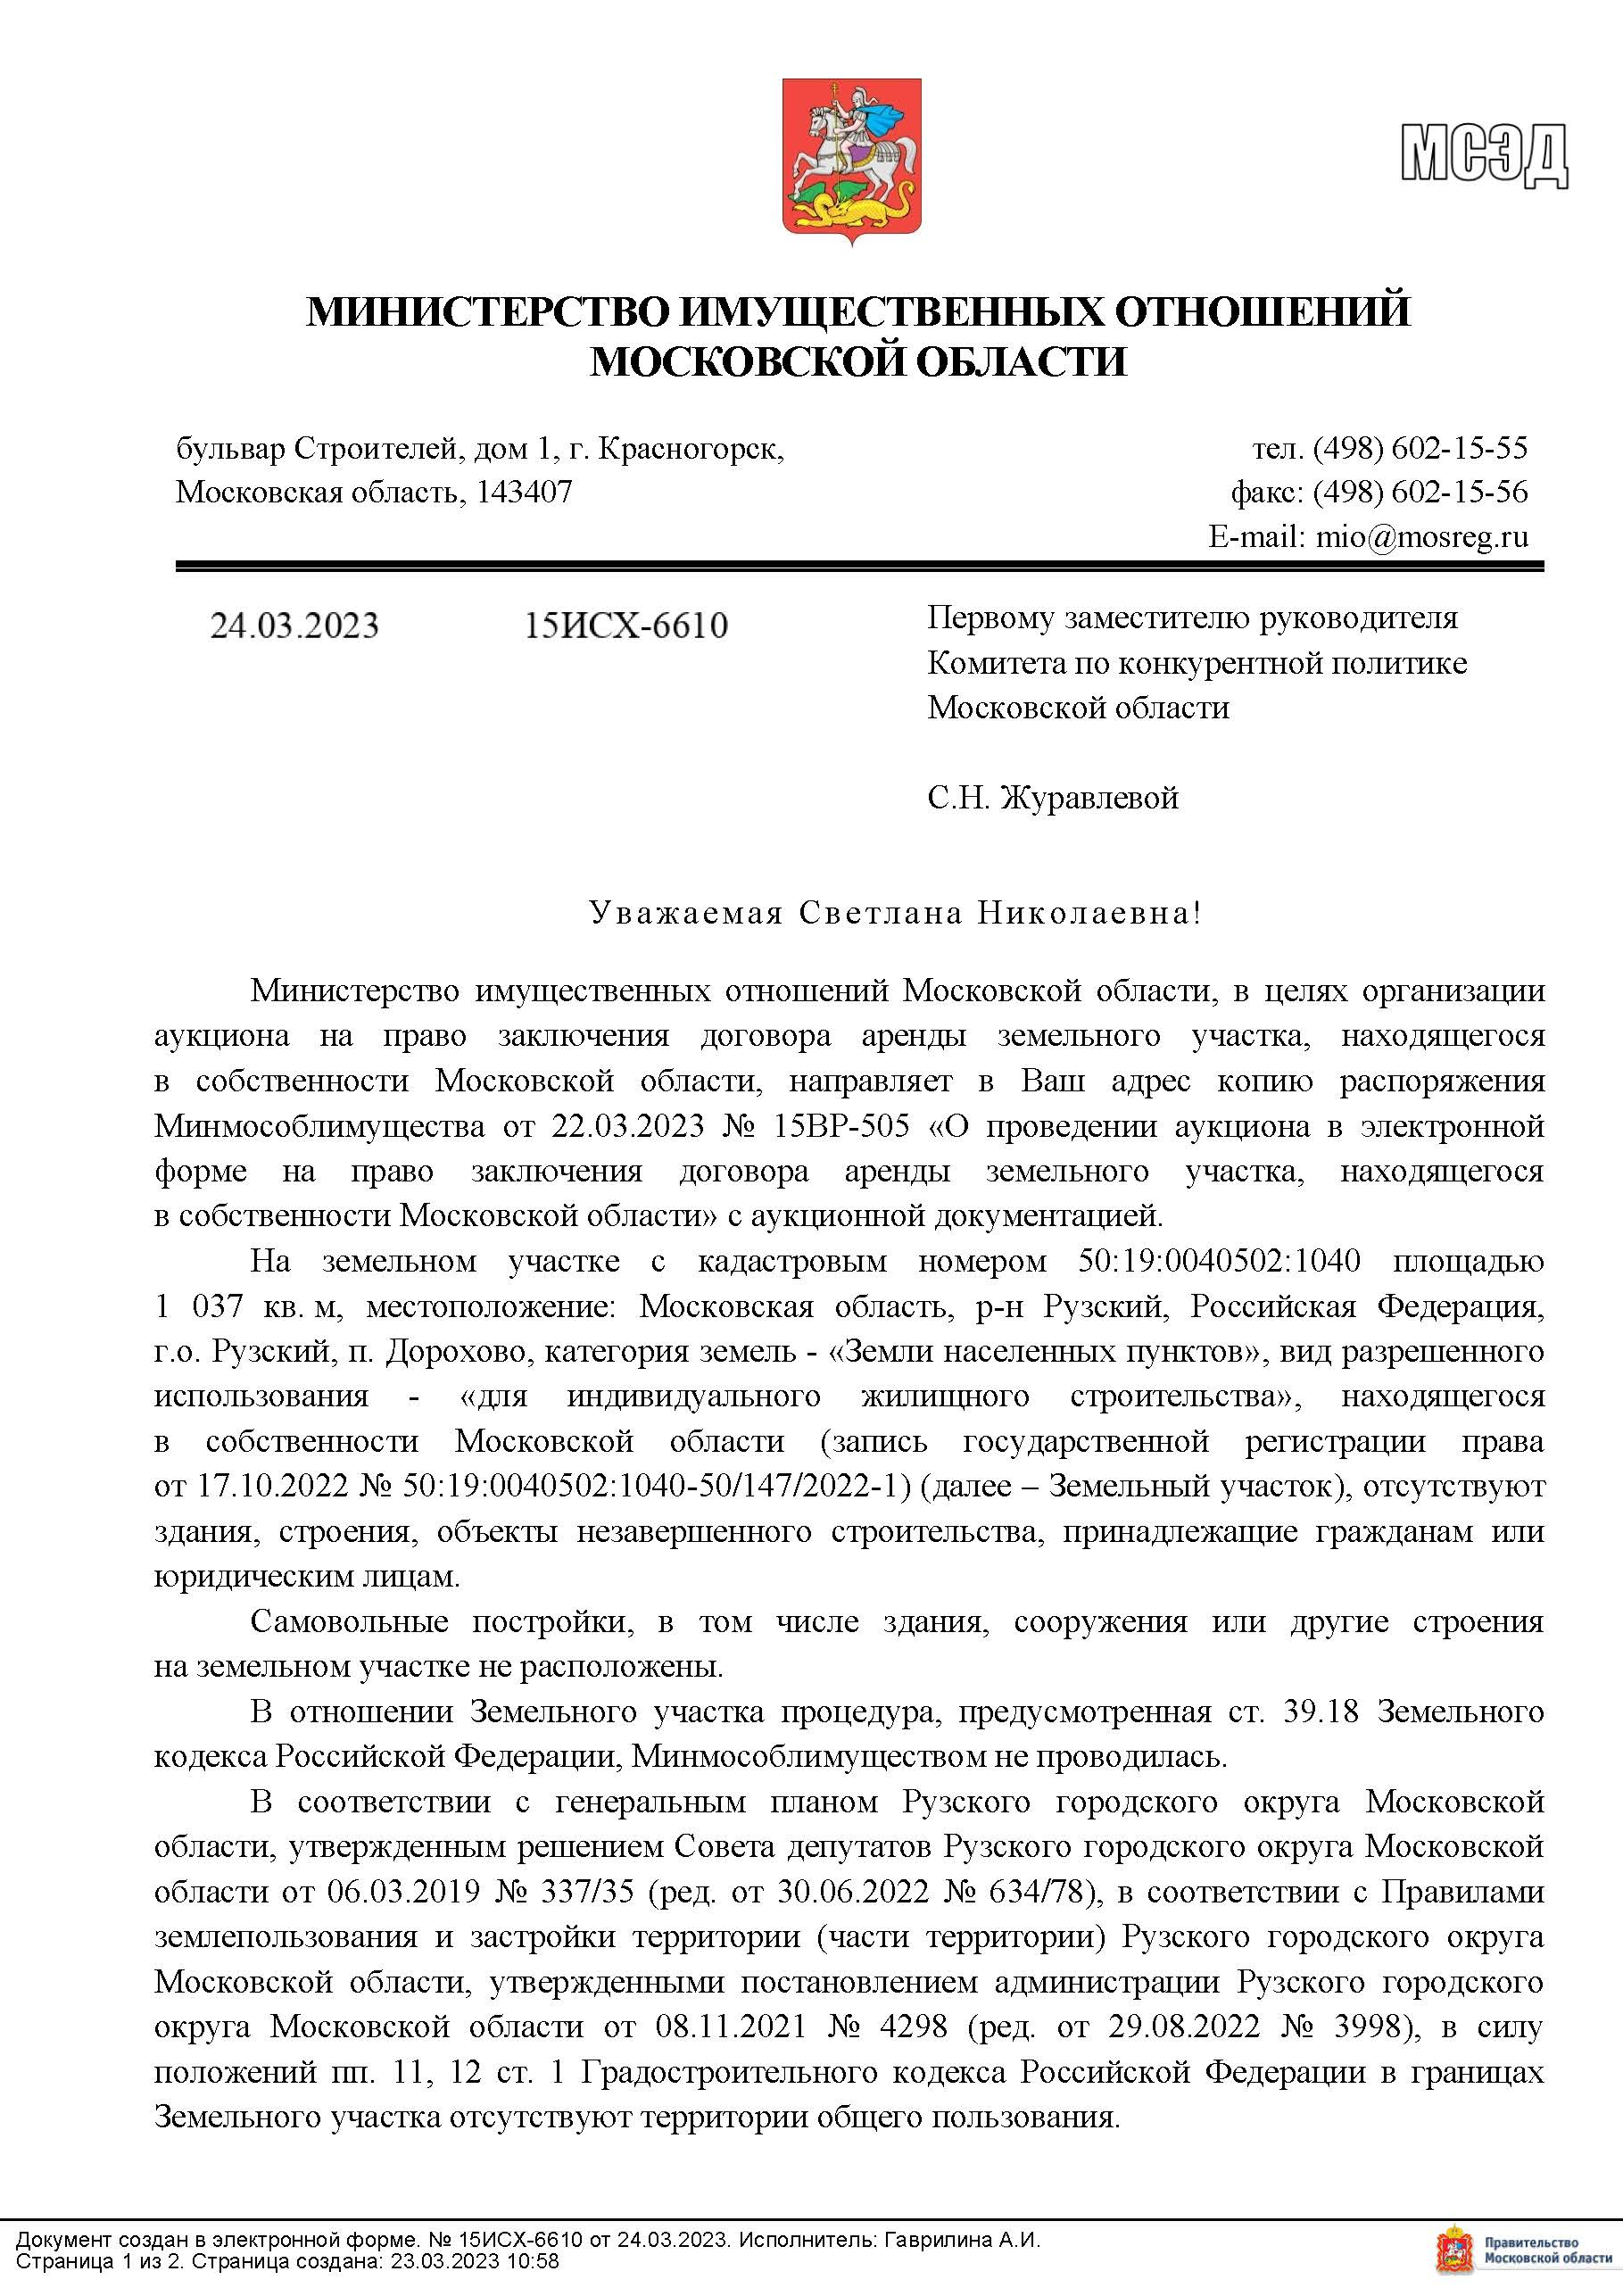 МСЭД
МИНИСТЕРСТВО ИМУЩЕСТВЕННЫХ ОТНОШЕНИЙ
МОСКОВСКОЙ ОБЛАСТИ
бульвар Строителей, дом 1, г. Красногорск,
Московская область, 143407
тел. (498) 602-15-55
факс: (498) 602-15-56
E-mail: mio@mosreg.ru
24.03.2023 15ИСХ-6610
Первому заместителю руководителя
Комитета по конкурентной политике
Московской области
С.Н. Журавлевой
Уважаемая Светлана Николаевна!
Министерство имущественных отношений Московской области, в целях организации
аукциона на право заключения договора аренды земельного участка, находящегося
в собственности Московской области, направляет в Ваш адрес копию распоряжения
Минмособлимущества от 22.03.2023 № 15ВР-505 «О проведении аукциона в электронной
форме на право заключения договора аренды земельного участка, находящегося
в собственности Московской области» с аукционной документацией.
На земельном участке с кадастровым номером 50:19:0040502:1040 площадью
1 037 кв. м, местоположение: Московская область, р-н Рузский, Российская Федерация,
г.о. Рузский, п. Дорохово, категория земель - «Земли населенных пунктов», вид разрешенного
использования - «для индивидуального жилищного строительства», находящегося
в собственности Московской области (запись государственной регистрации права
от 17.10.2022 № 50:19:0040502:1040-50/147/2022-1) (далее – Земельный участок), отсутствуют
здания, строения, объекты незавершенного строительства, принадлежащие гражданам или
юридическим лицам.
Самовольные постройки, в том числе здания, сооружения или другие строения
на земельном участке не расположены.
В отношении Земельного участка процедура, предусмотренная ст. 39.18 Земельного
кодекса Российской Федерации, Минмособлимуществом не проводилась.
В соответствии с генеральным планом Рузского городского округа Московской
области, утвержденным решением Совета депутатов Рузского городского округа Московской
области от 06.03.2019 № 337/35 (ред. от 30.06.2022 № 634/78), в соответствии с Правилами
землепользования и застройки территории (части территории) Рузского городского округа
Московской области, утвержденными постановлением администрации Рузского городского
округа Московской области от 08.11.2021 № 4298 (ред. от 29.08.2022 № 3998), в силу
положений пп. 11, 12 ст. 1 Градостроительного кодекса Российской Федерации в границах
Земельного участка отсутствуют территории общего пользования.
Документ создан в электронной форме. № 15ИСХ-6610 от 24.03.2023. Исполнитель: Гаврилина А.И.
Страница 1 из 2. Страница создана: 23.03.2023 10:58
Правительство
Московской области